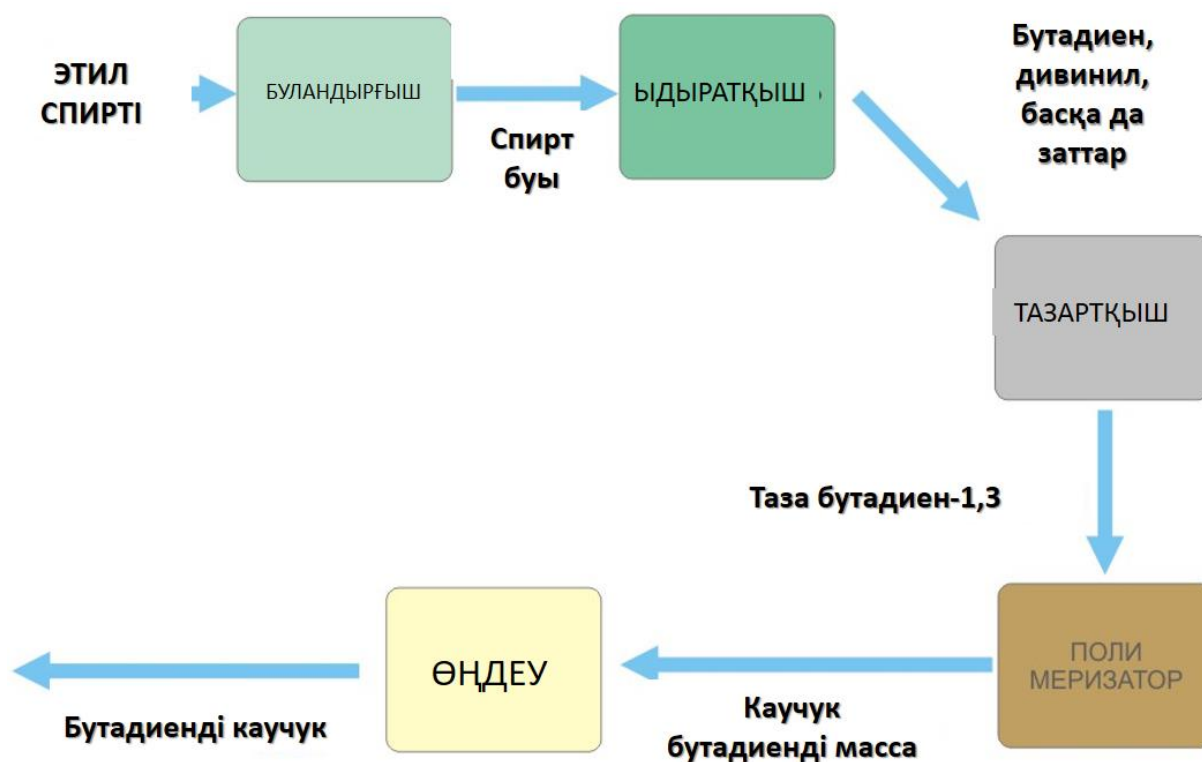 ЭТИЛ
СПИРТІ
БУЛАНДЫРҒЫШ
Спирт
буы
ЫДЫРАТҚЫШ
Бутадиен,
дивинил,
басқа да
заттар
ТАЗАРТҚЫШ
Таза бутадиен-1,3
ПОЛИ
МЕРИЗАТОР
Каучук
бутадиенді масса
ӨҢДЕУ
Бутадиенді каучук